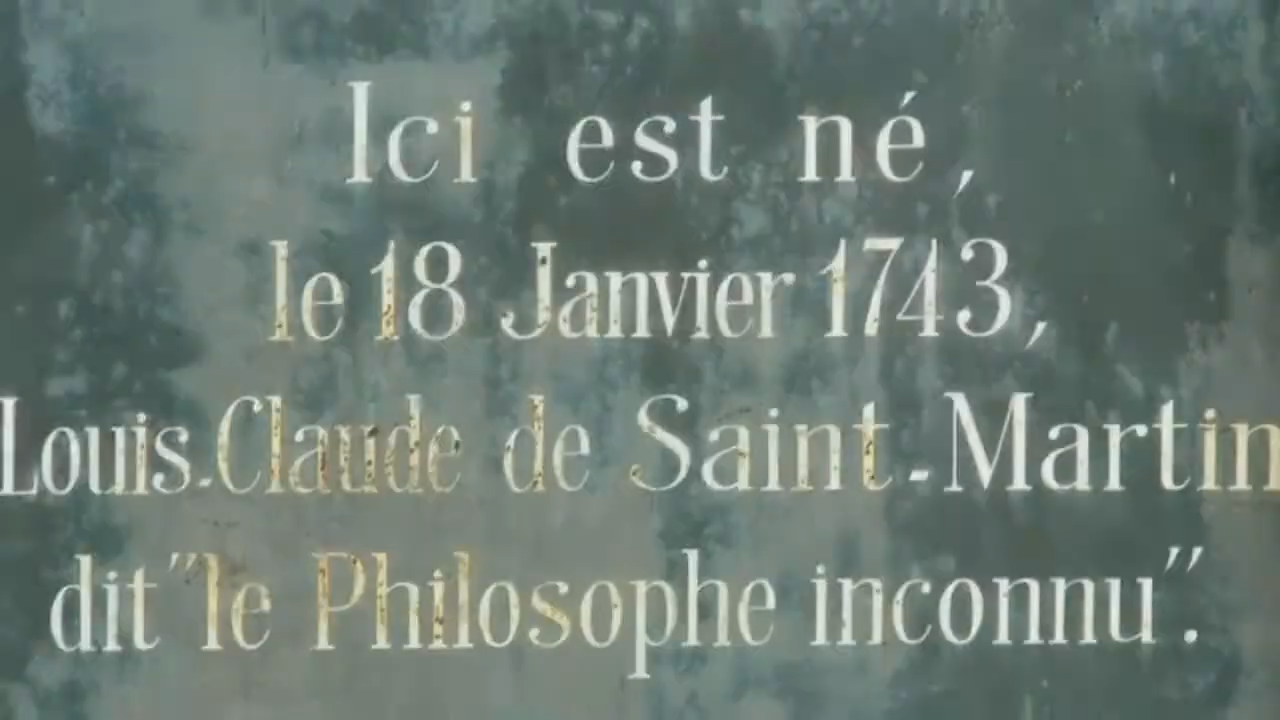 Ici est né,
le 18 Janvier 1743,
Louis-Claude de Saint-Martin
dit "le Philosophe inconnu".